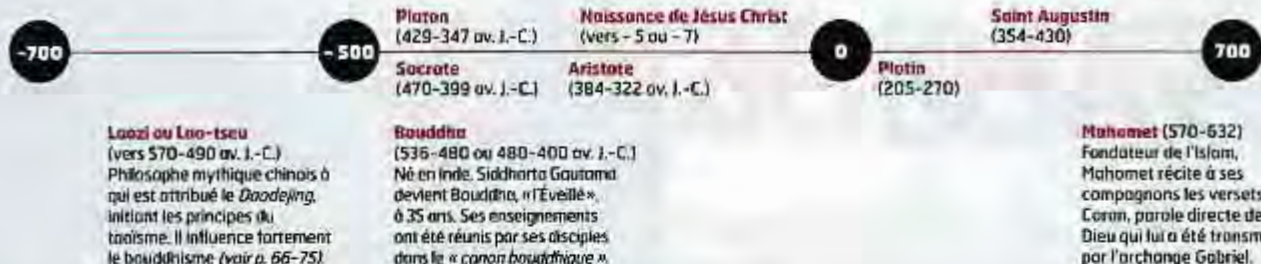 -700
- 500
Platon
(429-347 av. J.-C.)
Naissance de Jésus Christ
(vers - 5 ou - 7)
0
Saint Augustin
(354-430)
700
Socrate
(470-399 av. J.-C.)
Aristote
(384-322 av. J.-C.)
Plotin
(205-270)
Laozi ou Lao-tseu
(vers 570-490 av. J.-C.)
Philosophe mythique chinois à
qui est attribué le Daodejing,
initiant les principes du
taoïsme. Il influence fortement
le bouddhisme (voir p. 66-75).
Bouddha
(536-480 ou 480-400 av. J.-C.)
Né en Inde, Siddharta Gautama
devient Bouddha, « l'Éveillé »,
à 35 ans. Ses enseignements
ont été réunis par ses disciples
dans le « canon bouddhique ».
Mahomet (570-632)
Fondateur de l'Islam,
Mahomet récite à ses
compagnons les versets
Coran, parole directe de
Dieu qui lui a été transm
par l'archange Gabriel.